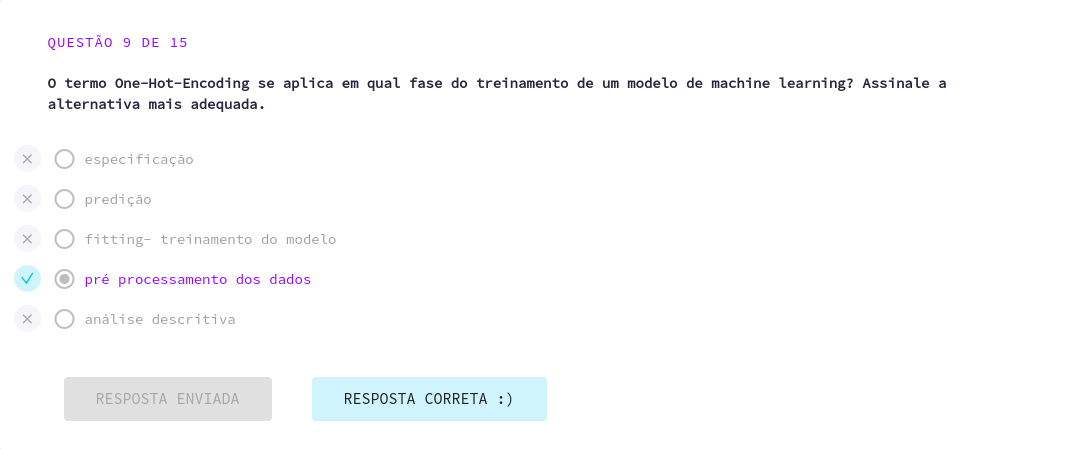 QUESTÃO 9 DE 15
O termo One-Hot-Encoding se aplica em qual fase do treinamento de um modelo de machine learning? Assinale a
alternativa mais adequada.
especificação
predição
fitting- treinamento do modelo
pré processamento dos dados
análise descritiva
RESPOSTA ENVIADA
RESPOSTA CORRETA :)